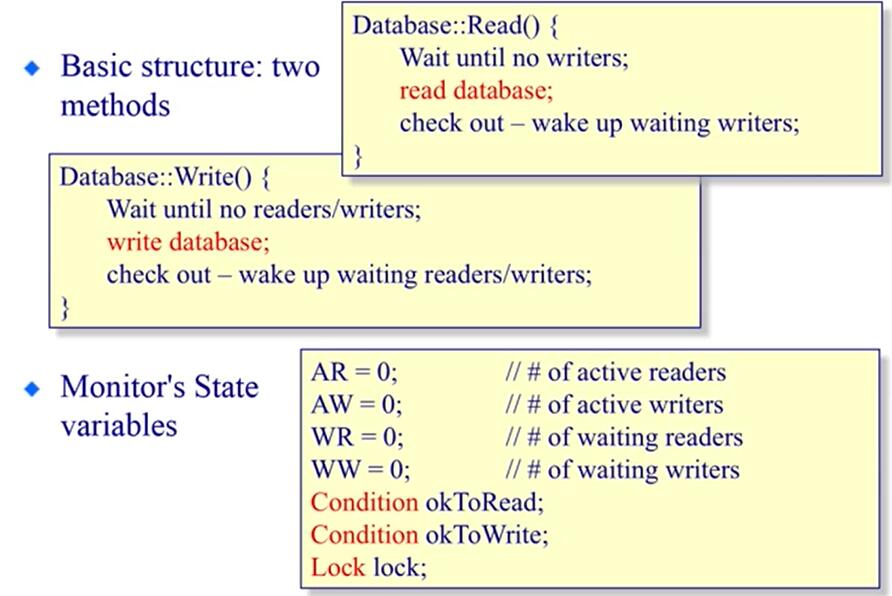 Basic structure: two
methods
Database::Read() {
Wait until no writers;
read database;
check out – wake up waiting writers;
}
Database::Write() {
Wait until no readers/writers;
write database;
check out – wake up waiting readers/writers;
}
Monitor's State
variables
AR = 0; // # of active readers
AW = 0; // # of active writers
WR = 0; // # of waiting readers
WW = 0; // # of waiting writers
Condition okToRead;
Condition okToWrite;
Lock lock;